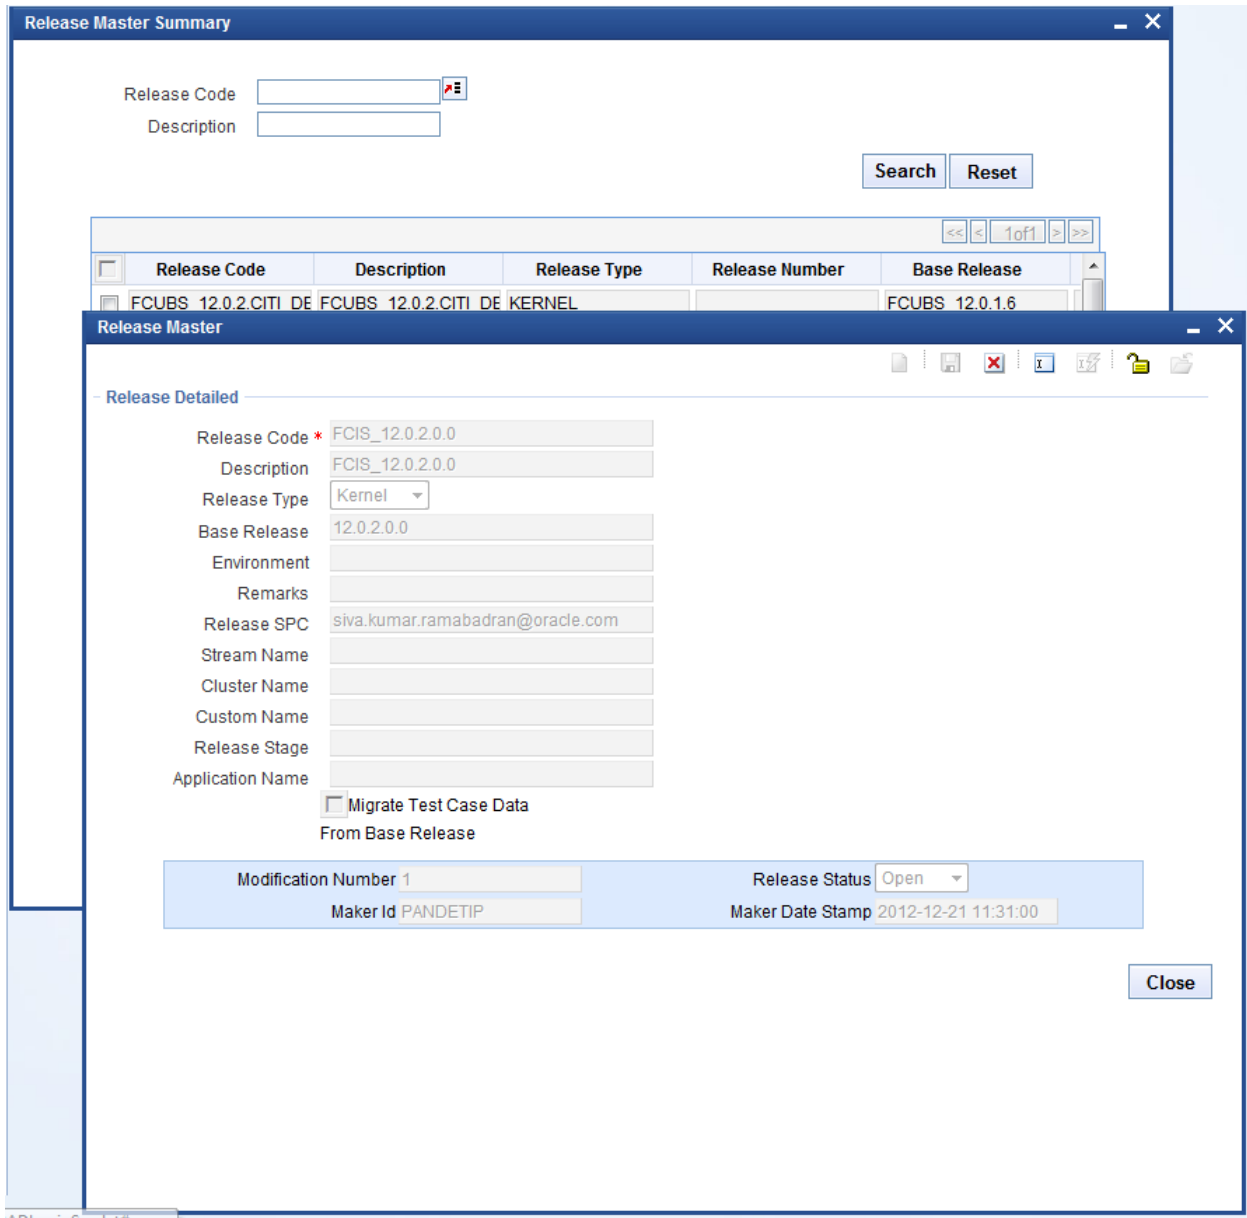 Release Master Summary
Release Code
Description
Search Reset
<< < 1of1 > >>
Release Code Description Release Type Release Number Base Release
FCUBS_12.0.2.CITI_DE FCUBS_12.0.2.CITI_DE KERNEL FCUBS_12.0.1.6
Release Master
Release Detailed
Release Code * FCIS_12.0.2.0.0
Description FCIS_12.0.2.0.0
Release Type Kernel
Base Release 12.0.2.0.0
Environment
Remarks
Release SPC siva.kumar.ramabadran@oracle.com
Stream Name
Cluster Name
Custom Name
Release Stage
Application Name
Migrate Test Case Data
From Base Release
Modification Number 1 Release Status Open
Maker Id PANDETIP Maker Date Stamp 2012-12-21 11:31:00
Close